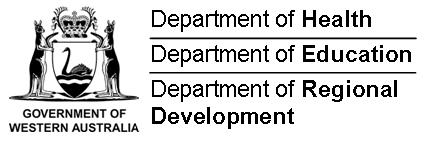 GOVERNMENT OF
WESTERN AUSTRALIA
Department of Health
Department of Education
Department of Regional
Development